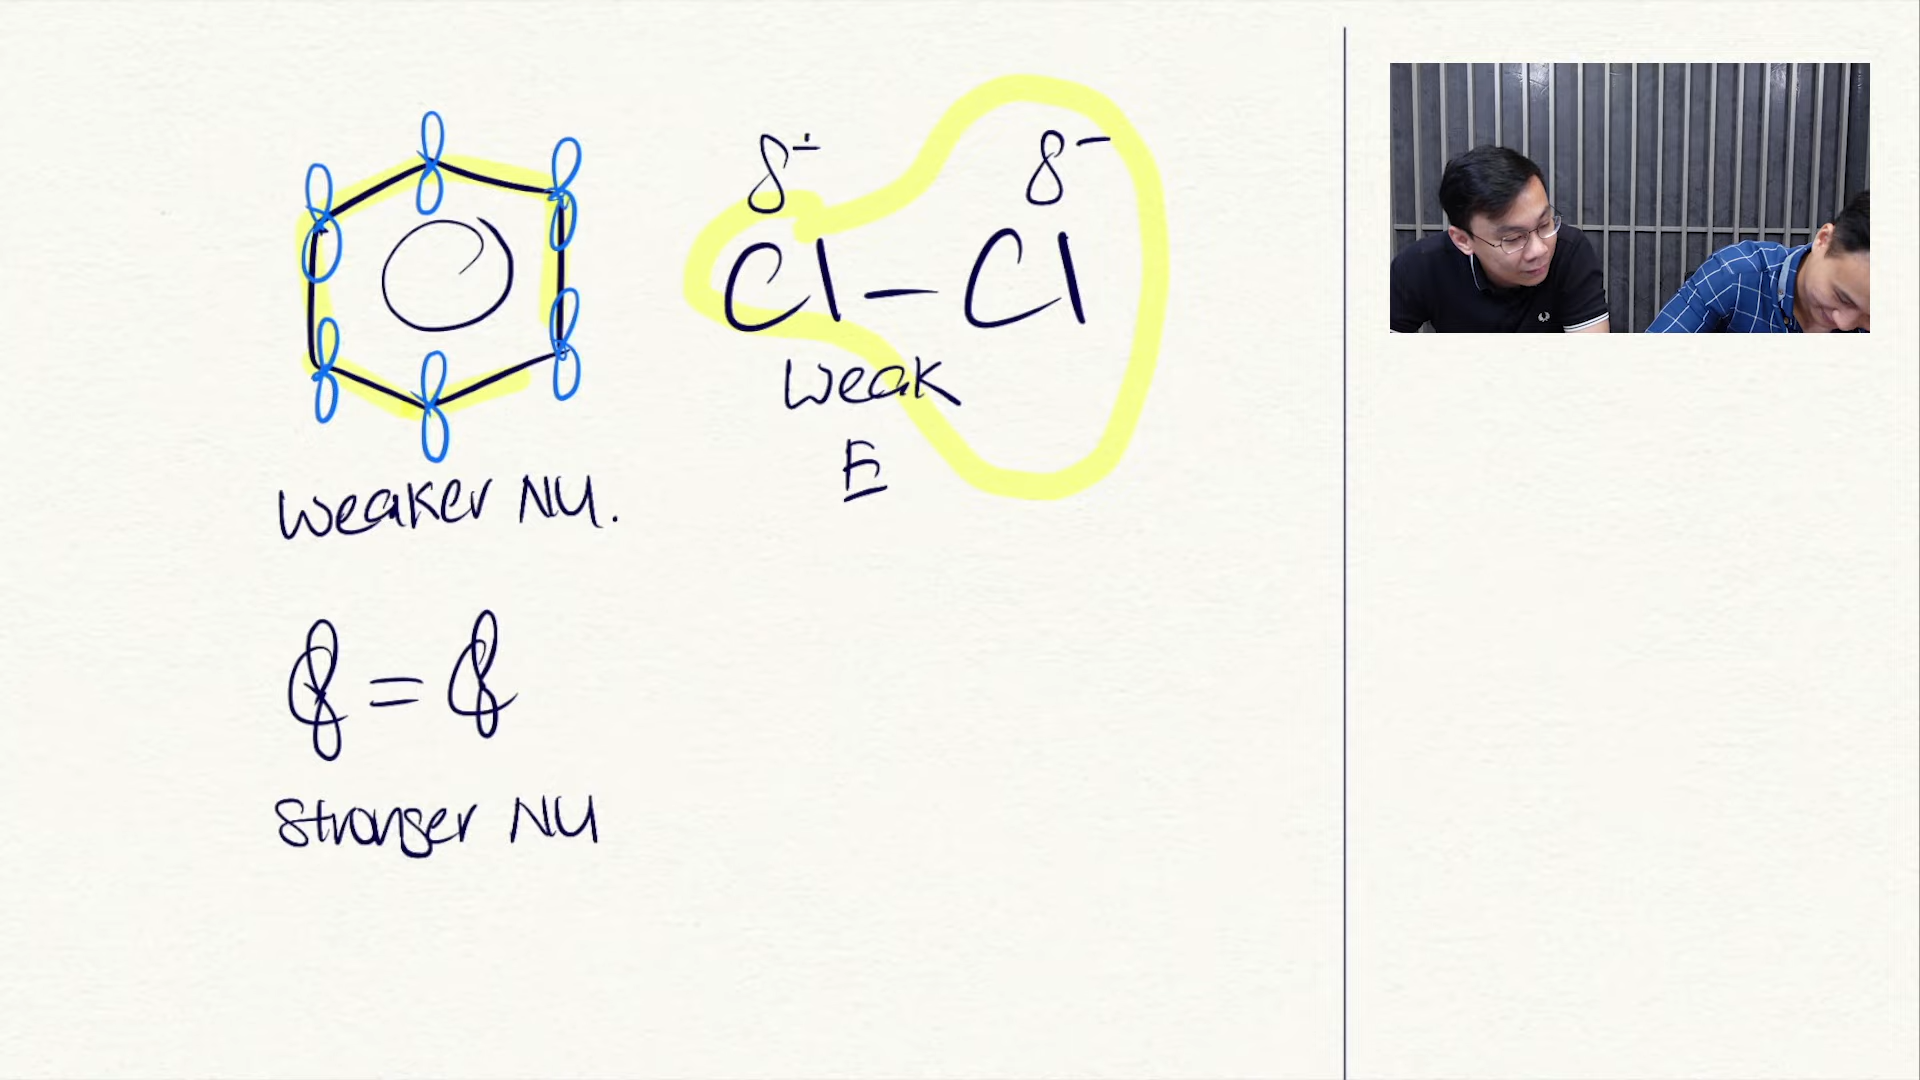 δ+ δ-
Cl – Cl
weak
E
weaker Nu.
C = C
Stronger Nu